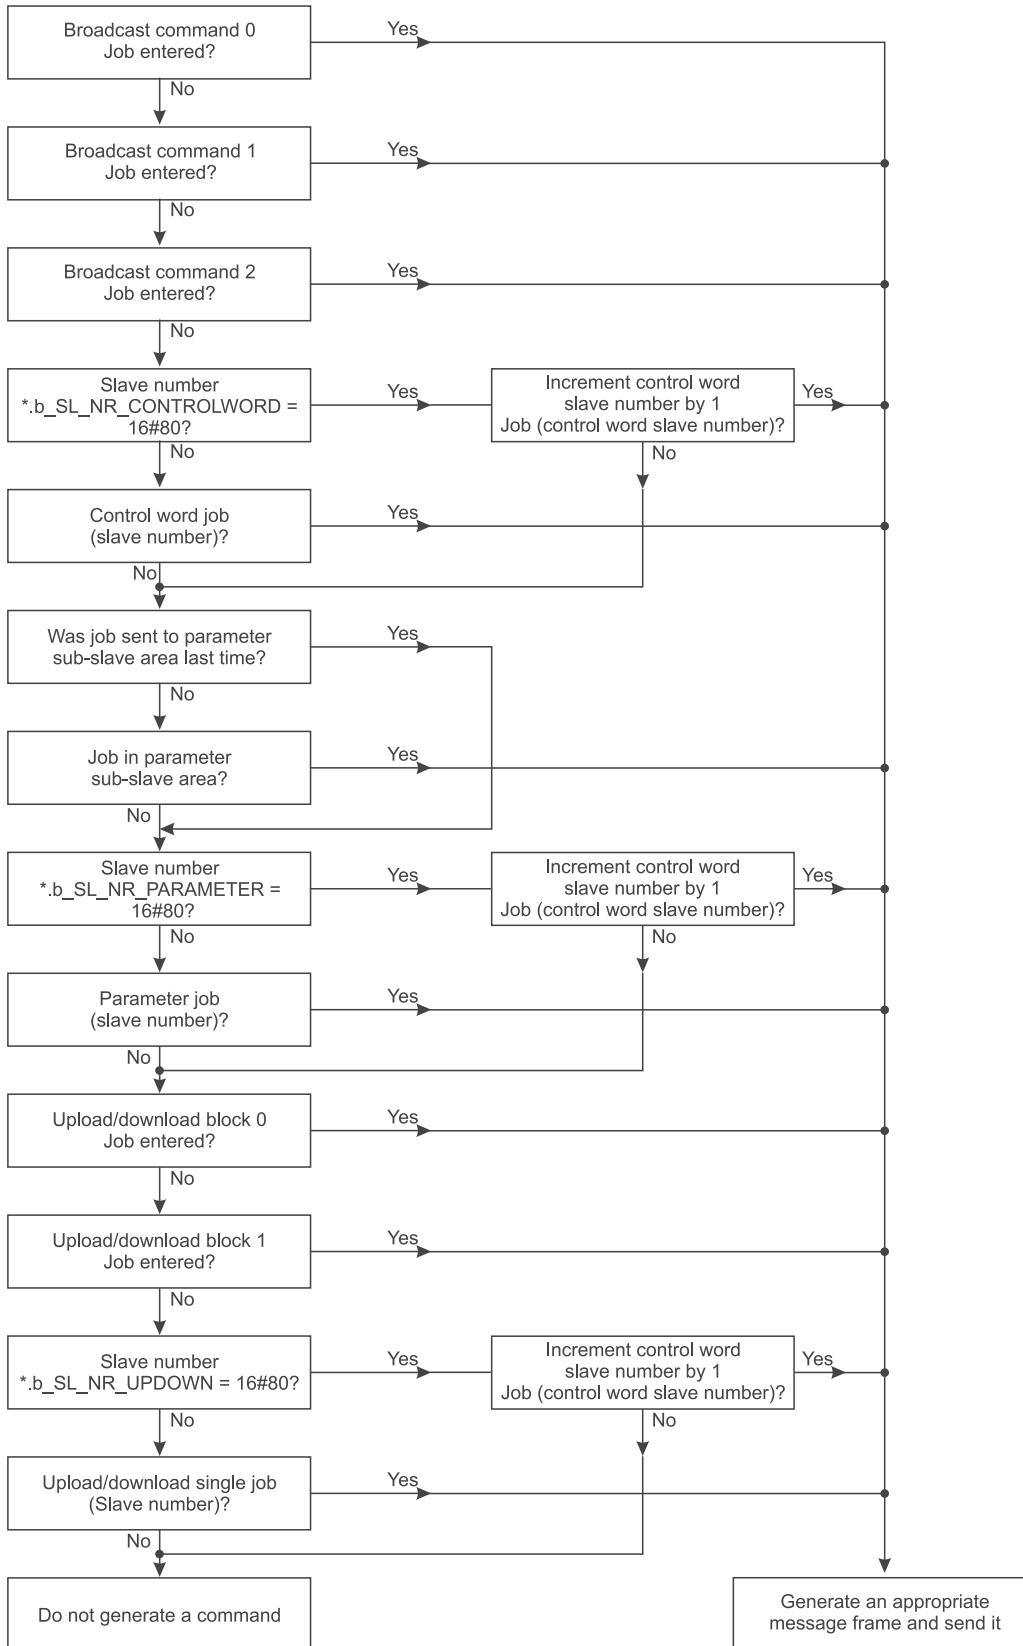 Broadcast command 0
Job entered?
Yes
No
Broadcast command 1
Job entered?
Yes
No
Broadcast command 2
Job entered?
Yes
No
Slave number
*.b_SL_NR_CONTROLWORD =
16#80?
Yes
Increment control word
slave number by 1
Job (control word slave number)?
Yes
No
No
Control word job
(slave number)?
Yes
No
Was job sent to parameter
sub-slave area last time?
Yes
No
Job in parameter
sub-slave area?
Yes
No
Slave number
*.b_SL_NR_PARAMETER =
16#80?
Yes
Increment control word
slave number by 1
Job (control word slave number)?
Yes
No
No
Parameter job
(slave number)?
Yes
No
Upload/download block 0
Job entered?
Yes
No
Upload/download block 1
Job entered?
Yes
No
Slave number
*.b_SL_NR_UPDOWN = 16#80?
Yes
Increment control word
slave number by 1
Job (control word slave number)?
Yes
No
No
Upload/download single job
(Slave number)?
Yes
No
Do not generate a command
Generate an appropriate
message frame and send it